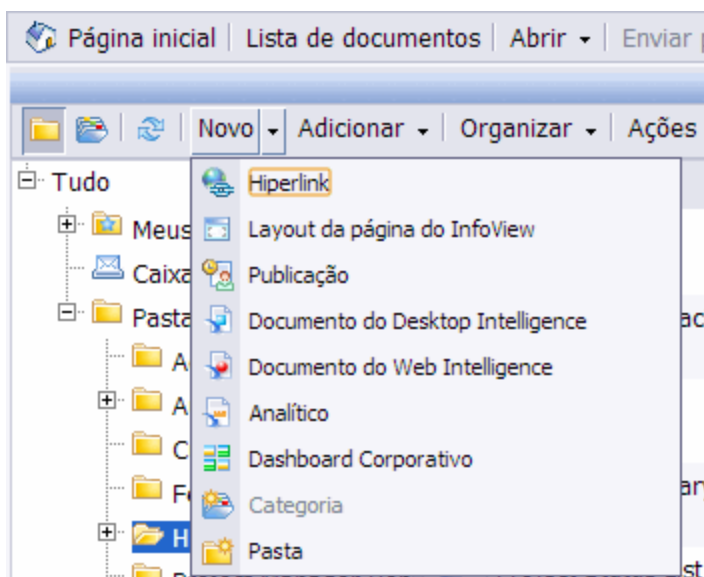 Página inicial Lista de documentos Abrir Enviar
Novo Adicionar Organizar Ações
Tudo
Hiperlink
Meus
Layout da página do InfoView
Caixa
Publicação
Documento do Desktop Intelligence
Documento do Web Intelligence
Analítico
Dashboard Corporativo
Categoria
Pasta